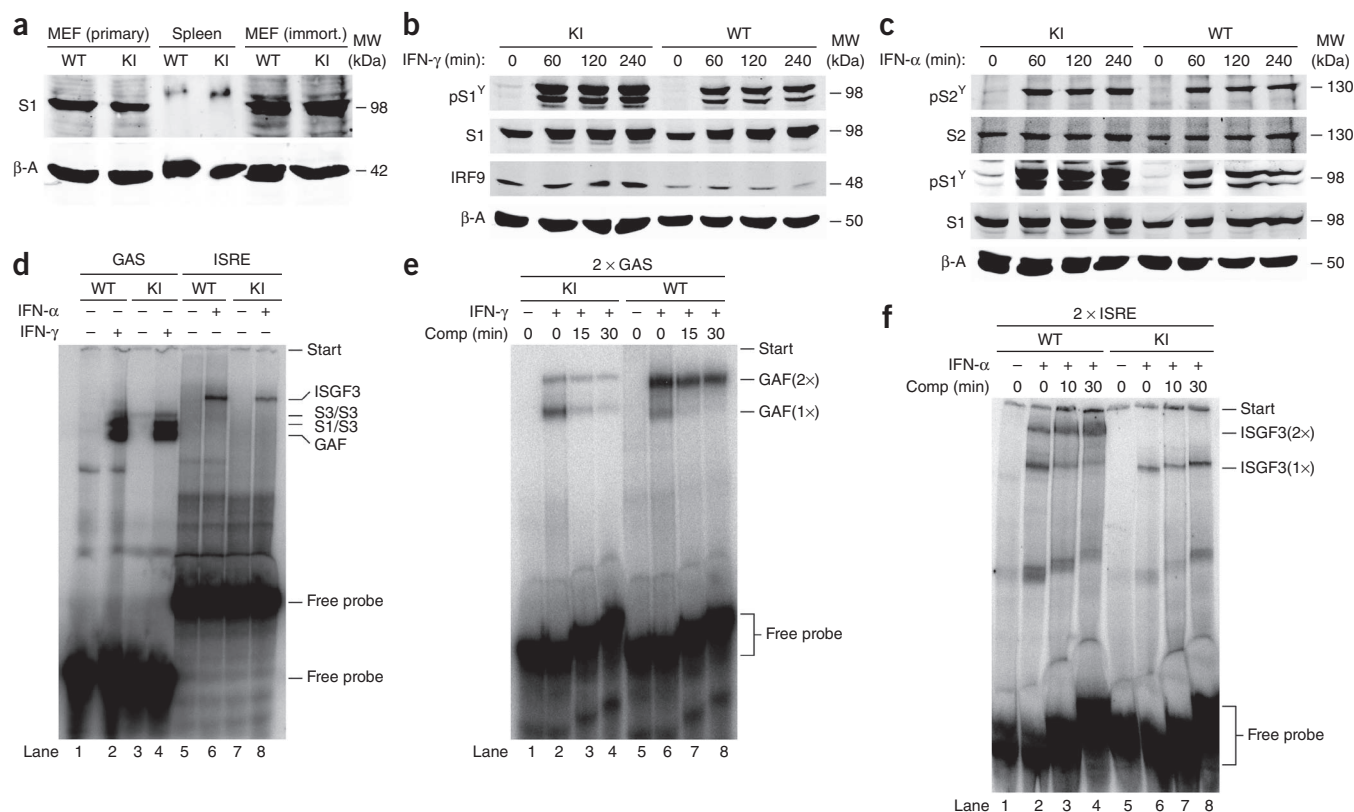 a
MEF (primary) Spleen MEF (immort.) MW (kDa)
WT KI WT KI WT KI
S1 98
β-A 42
b
KI WT
IFN-γ (min): 0 60 120 240 0 60 120 240 MW (kDa)
pS1Y 98
S1 98
IRF9 48
β-A 50
c
KI WT
IFN-α (min): 0 60 120 240 0 60 120 240 MW (kDa)
pS2Y 130
S2 130
pS1Y 98
S1 98
β-A 50
d
GAS ISRE
WT KI WT KI
IFN-α – – – – – + – +
IFN-γ – + – + – – – –
Start
ISGF3
S3/S3
S1/S3
GAF
Free probe
Free probe
Lane 1 2 3 4 5 6 7 8
e
2 × GAS
KI WT
IFN-γ – + + + – + + +
Comp (min) 0 0 15 30 0 0 15 30
Start
GAF(2×)
GAF(1×)
Free probe
Lane 1 2 3 4 5 6 7 8
f
2 × ISRE
WT KI
IFN-α – + + + – + + +
Comp (min) 0 0 10 30 0 0 10 30
Start
ISGF3(2×)
ISGF3(1×)
Free probe
Lane 1 2 3 4 5 6 7 8